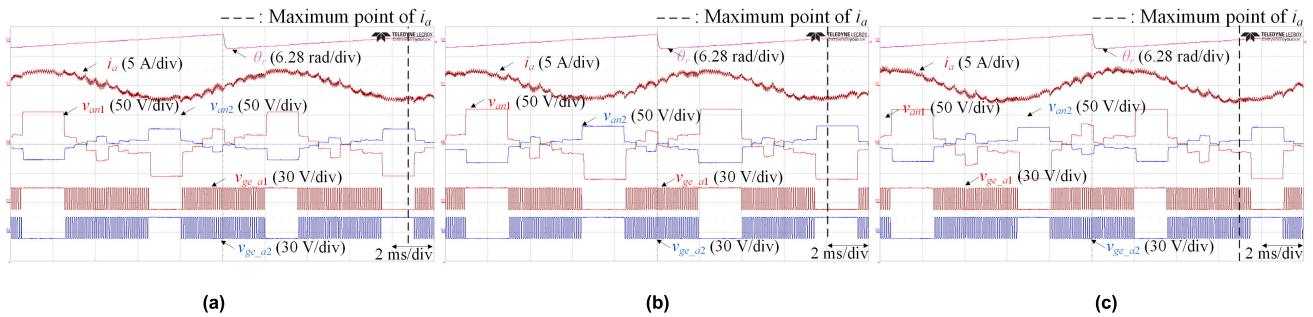 — — — : Maximum point of i_a
TELEDYNE LECROY
Everywhereyoulook
θ_r (6.28 rad/div)
i_a (5 A/div)
v_an1 (50 V/div)
v_an2 (50 V/div)
v_ge_a1 (30 V/div)
v_ge_a2 (30 V/div)
2 ms/div
(a)
— — — : Maximum point of i_a
TELEDYNE LECROY
Everywhereyoulook
θ_r (6.28 rad/div)
i_a (5 A/div)
v_an1 (50 V/div)
v_an2 (50 V/div)
v_ge_a1 (30 V/div)
v_ge_a2 (30 V/div)
2 ms/div
(b)
— — — : Maximum point of i_a
TELEDYNE LECROY
Everywhereyoulook
θ_r (6.28 rad/div)
i_a (5 A/div)
v_an1 (50 V/div)
v_an2 (50 V/div)
v_ge_a1 (30 V/div)
v_ge_a2 (30 V/div)
2 ms/div
(c)